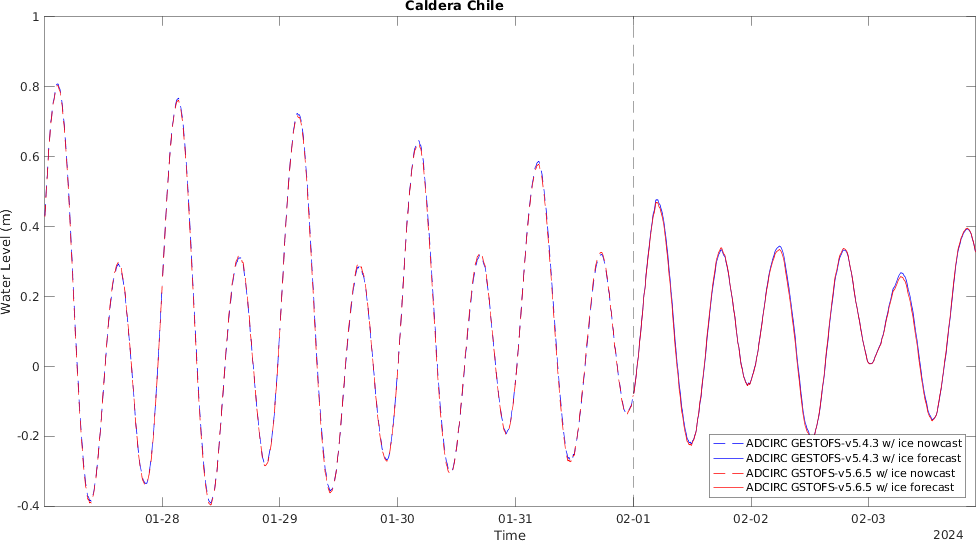 Caldera Chile
Water Level (m)
1
0.8
0.6
0.4
0.2
0
-0.2
-0.4
ADCIRC GESTOFS-v5.4.3 w/ ice nowcast
ADCIRC GESTOFS-v5.4.3 w/ ice forecast
ADCIRC GSTOFS-v5.6.5 w/ ice nowcast
ADCIRC GSTOFS-v5.6.5 w/ ice forecast
01-28 01-29 01-30 01-31 02-01 02-02 02-03
Time
2024